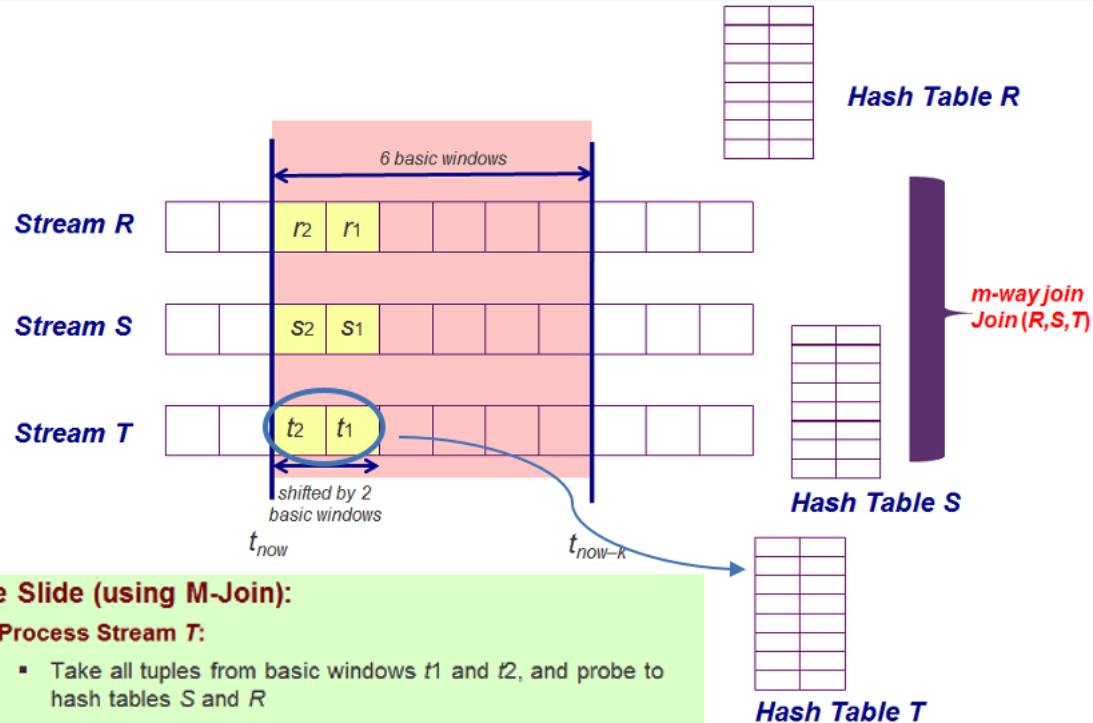 Hash Table R
6 basic windows
Stream R
r2 r1
Stream S
s2 s1
m-way join
Join (R,S,T)
Stream T
t2 t1
shifted by 2
basic windows
Hash Table S
tnow
tnow–k
e Slide (using M-Join):
Process Stream T:
▪ Take all tuples from basic windows t1 and t2, and probe to
hash tables S and R
Hash Table T